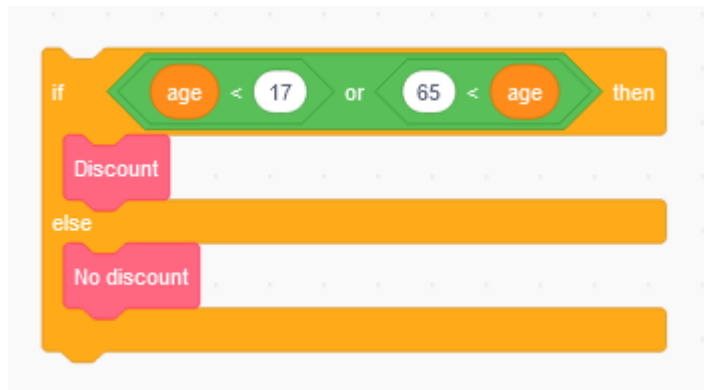 if age < 17 or 65 < age then
Discount
else
No discount